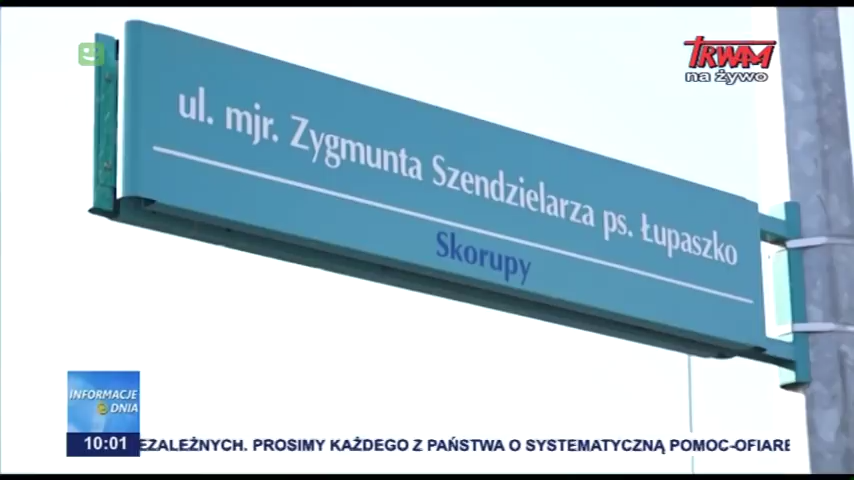 TRWAM
na żywo
ul. mjr. Zygmunta Szendzielarza ps. Łupaszko
Skorupy
INFORMACJE
DNIA
10:01
EZALEŻNYCH. PROSIMY KAŻDEGO Z PAŃSTWA O SYSTEMATYCZNĄ POMOC-OFIARĘ